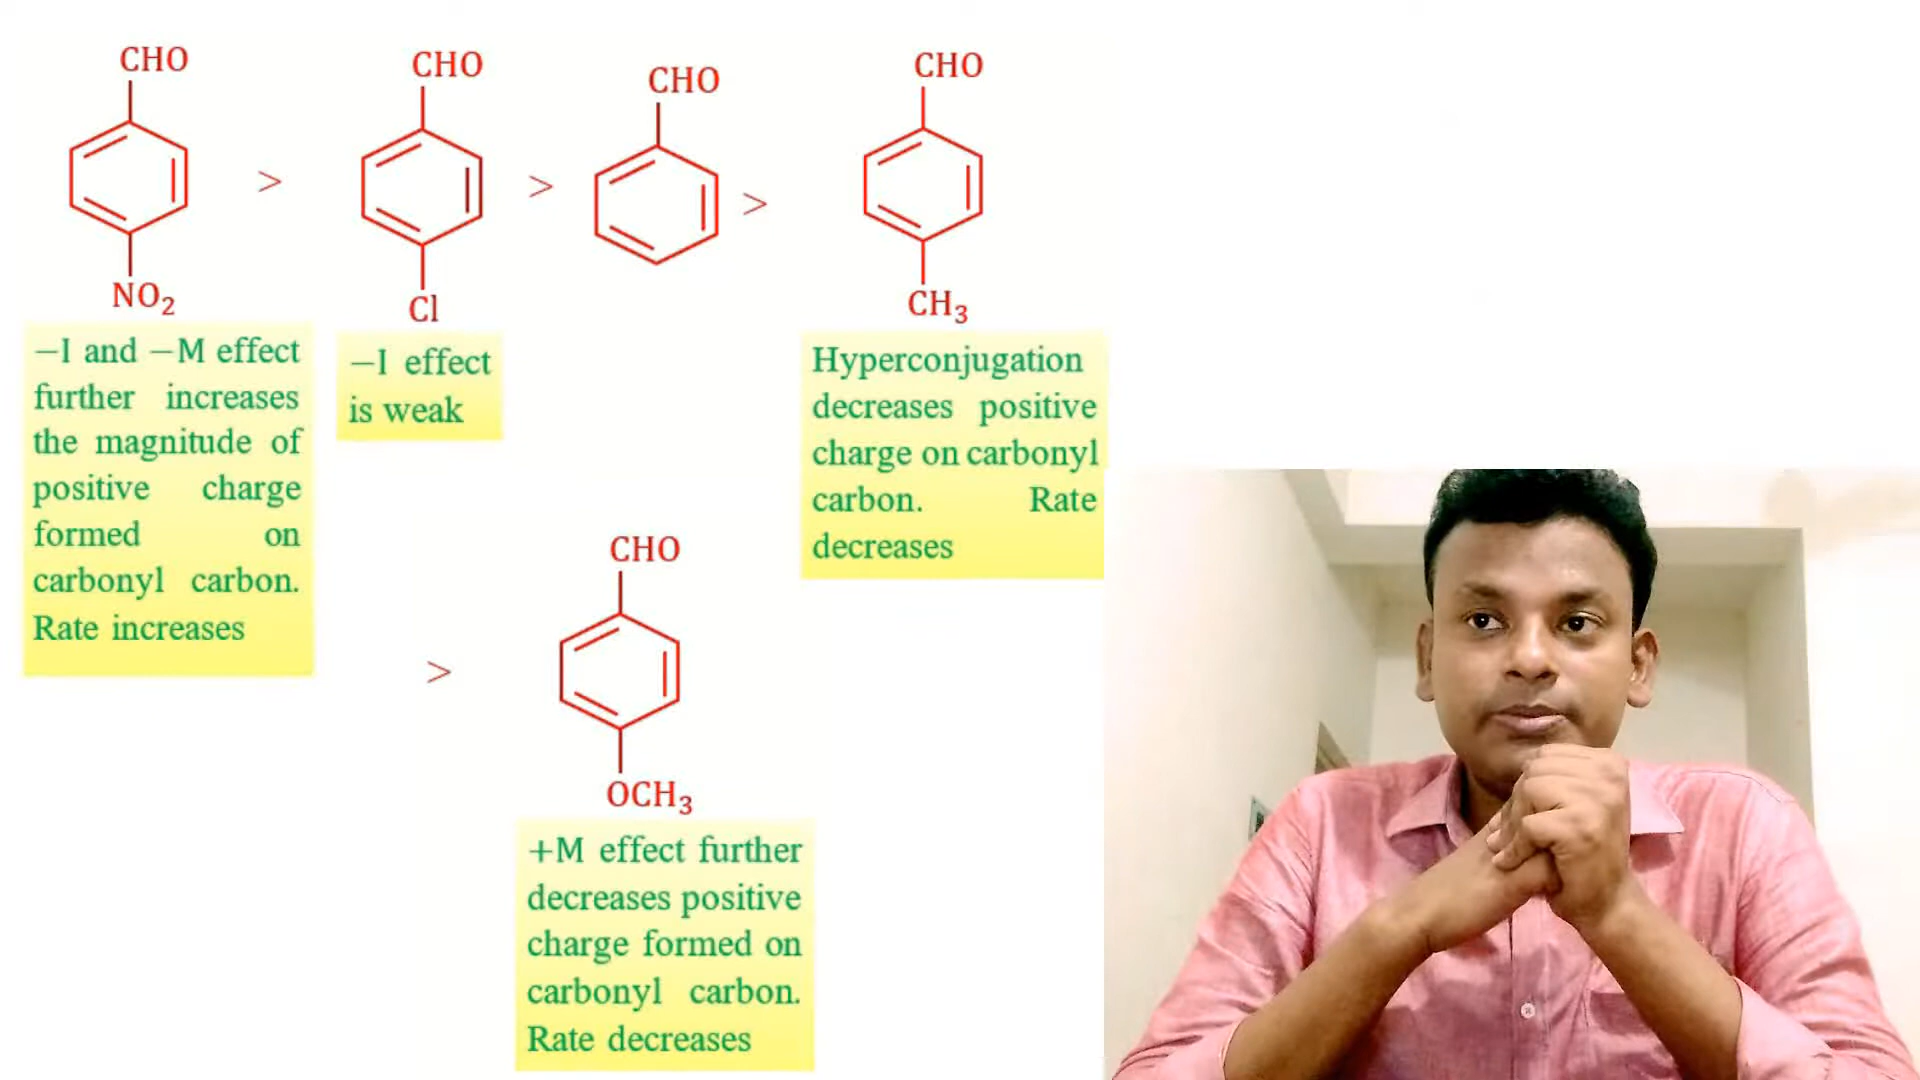 CHO
NO₂
−I and −M effect
further increases
the magnitude of
positive charge
formed on
carbonyl carbon.
Rate increases
>
CHO
Cl
−I effect
is weak
>
CHO
>
CHO
CH₃
Hyperconjugation
decreases positive
charge on carbonyl
carbon. Rate
decreases
>
CHO
OCH₃
+M effect further
decreases positive
charge formed on
carbonyl carbon.
Rate decreases